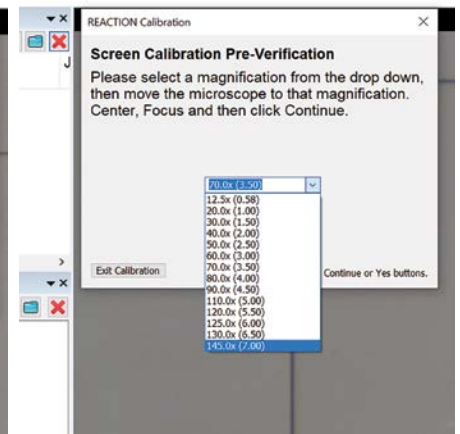 REACTION Calibration
J
Screen Calibration Pre-Verification
Please select a magnification from the drop down,
then move the microscope to that magnification.
Center, Focus and then click Continue.
70.0x (3.50)
12.5x (0.58)
20.0x (1.00)
30.0x (1.50)
40.0x (2.00)
50.0x (2.50)
60.0x (3.00)
70.0x (3.50)
80.0x (4.00)
90.0x (4.50)
110.0x (5.00)
120.0x (5.50)
125.0x (6.00)
130.0x (6.50)
145.0x (7.00)
Exit Calibration
Continue or Yes buttons.